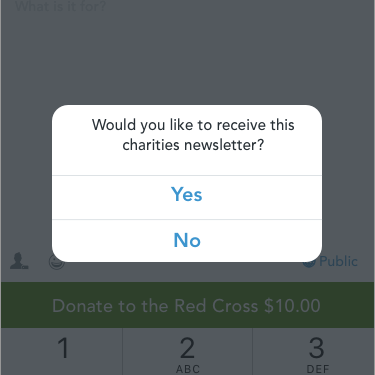 What is it for?
Would you like to receive this
charities newsletter?
Yes
No
Public
Donate to the Red Cross $10.00
1
2
3
ABC
DEF